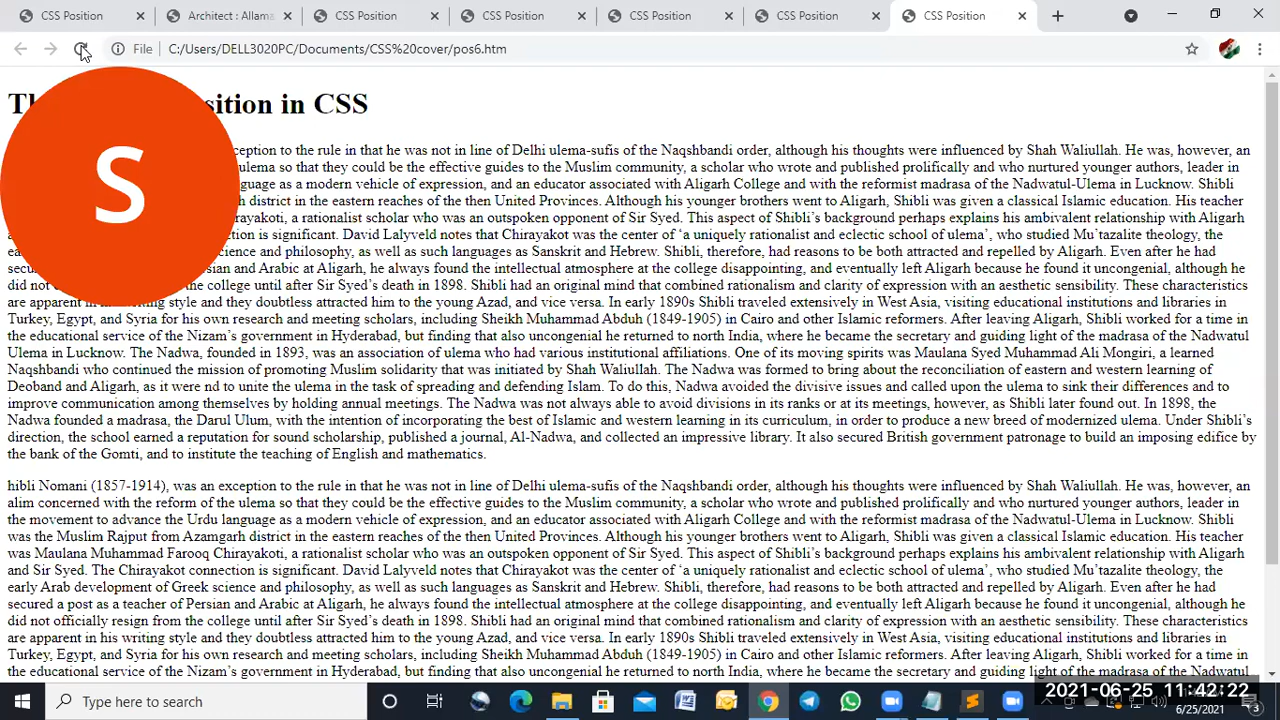 CSS Position
Architect : Allama
CSS Position
CSS Position
CSS Position
CSS Position
CSS Position
File
C:/Users/DELL3020PC/Documents/CSS%20cover/pos6.htm
Th sition in CSS
ception to the rule in that he was not in line of Delhi ulema-sufis of the Naqshbandi order, although his thoughts were influenced by Shah Waliullah. He was, however, an
ulema so that they could be the effective guides to the Muslim community, a scholar who wrote and published prolifically and who nurtured younger authors, leader in
guage as a modern vehicle of expression, and an educator associated with Aligarh College and with the reformist madrasa of the Nadwatul-Ulema in Lucknow. Shibli
h district in the eastern reaches of the then United Provinces. Although his younger brothers went to Aligarh, Shibli was given a classical Islamic education. His teacher
rayakoti, a rationalist scholar who was an outspoken opponent of Sir Syed. This aspect of Shibli’s background perhaps explains his ambivalent relationship with Aligarh
tion is significant. David Lalyveld notes that Chirayakot was the center of ‘a uniquely rationalist and eclectic school of ulema’, who studied Mu’tazalite theology, the
ea cience and philosophy, as well as such languages as Sanskrit and Hebrew. Shibli, therefore, had reasons to be both attracted and repelled by Aligarh. Even after he had
secu sian and Arabic at Aligarh, he always found the intellectual atmosphere at the college disappointing, and eventually left Aligarh because he found it uncongenial, although he
did not the college until after Sir Syed’s death in 1898. Shibli had an original mind that combined rationalism and clarity of expression with an aesthetic sensibility. These characteristics
are apparent in style and they doubtless attracted him to the young Azad, and vice versa. In early 1890s Shibli traveled extensively in West Asia, visiting educational institutions and libraries in
Turkey, Egypt, and Syria for his own research and meeting scholars, including Sheikh Muhammad Abduh (1849-1905) in Cairo and other Islamic reformers. After leaving Aligarh, Shibli worked for a time in
the educational service of the Nizam’s government in Hyderabad, but finding that also uncongenial he returned to north India, where he became the secretary and guiding light of the madrasa of the Nadwatul
Ulema in Lucknow. The Nadwa, founded in 1893, was an association of ulema who had various institutional affiliations. One of its moving spirits was Maulana Syed Muhammad Ali Mongiri, a learned
Naqshbandi who continued the mission of promoting Muslim solidarity that was initiated by Shah Waliullah. The Nadwa was formed to bring about the reconciliation of eastern and western learning of
Deoband and Aligarh, as it were nd to unite the ulema in the task of spreading and defending Islam. To do this, Nadwa avoided the divisive issues and called upon the ulema to sink their differences and to
improve communication among themselves by holding annual meetings. The Nadwa was not always able to avoid divisions in its ranks or at its meetings, however, as Shibli later found out. In 1898, the
Nadwa founded a madrasa, the Darul Ulum, with the intention of incorporating the best of Islamic and western learning in its curriculum, in order to produce a new breed of modernized ulema. Under Shibli’s
direction, the school earned a reputation for sound scholarship, published a journal, Al-Nadwa, and collected an impressive library. It also secured British government patronage to build an imposing edifice by
the bank of the Gomti, and to institute the teaching of English and mathematics.
hibli Nomani (1857-1914), was an exception to the rule in that he was not in line of Delhi ulema-sufis of the Naqshbandi order, although his thoughts were influenced by Shah Waliullah. He was, however, an
alim concerned with the reform of the ulema so that they could be the effective guides to the Muslim community, a scholar who wrote and published prolifically and who nurtured younger authors, leader in
the movement to advance the Urdu language as a modern vehicle of expression, and an educator associated with Aligarh College and with the reformist madrasa of the Nadwatul-Ulema in Lucknow. Shibli
was the Muslim Rajput from Azamgarh district in the eastern reaches of the then United Provinces. Although his younger brothers went to Aligarh, Shibli was given a classical Islamic education. His teacher
was Maulana Muhammad Farooq Chirayakoti, a rationalist scholar who was an outspoken opponent of Sir Syed. This aspect of Shibli’s background perhaps explains his ambivalent relationship with Aligarh
and Sir Syed. The Chirayakot connection is significant. David Lalyveld notes that Chirayakot was the center of ‘a uniquely rationalist and eclectic school of ulema’, who studied Mu’tazalite theology, the
early Arab development of Greek science and philosophy, as well as such languages as Sanskrit and Hebrew. Shibli, therefore, had reasons to be both attracted and repelled by Aligarh. Even after he had
secured a post as a teacher of Persian and Arabic at Aligarh, he always found the intellectual atmosphere at the college disappointing, and eventually left Aligarh because he found it uncongenial, although he
did not officially resign from the college until after Sir Syed’s death in 1898. Shibli had an original mind that combined rationalism and clarity of expression with an aesthetic sensibility. These characteristics
are apparent in his writing style and they doubtless attracted him to the young Azad, and vice versa. In early 1890s Shibli traveled extensively in West Asia, visiting educational institutions and libraries in
Turkey, Egypt, and Syria for his own research and meeting scholars, including Sheikh Muhammad Abduh (1849-1905) in Cairo and other Islamic reformers. After leaving Aligarh, Shibli worked for a time in
the educational service of the Nizam’s government in Hyderabad, but finding that also uncongenial he returned to north India, where he became the secretary and guiding light of the madrasa of the Nadwatul
S
Type here to search
2021-06-25 11:42:22
6/25/2021
3